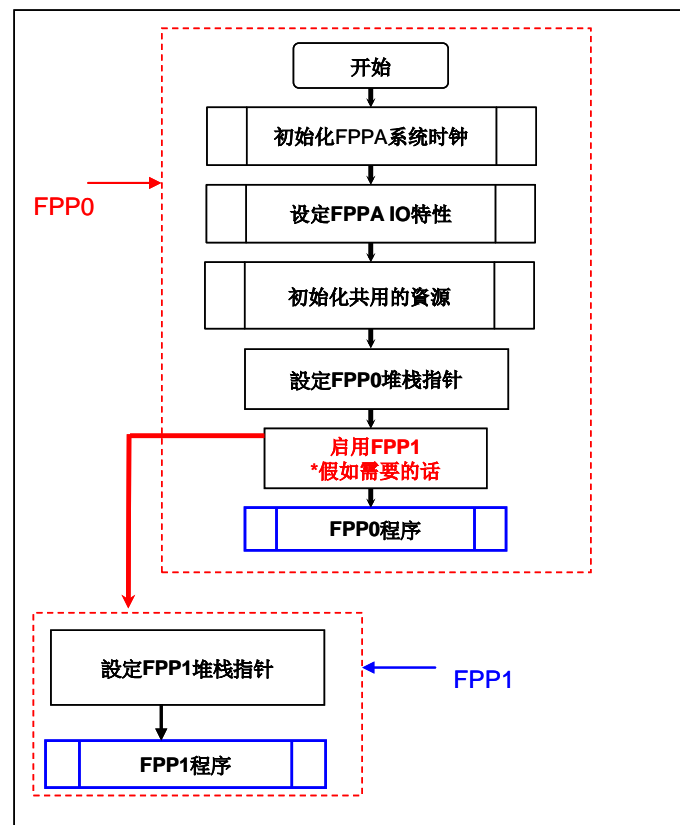 开始
初始化FPPA系统时钟
FPP0
设定FPPA IO特性
初始化共用的資源
設定FPP0堆栈指针
启用FPP1
*假如需要的话
FPP0程序
設定FPP1堆栈指针
FPP1
FPP1程序